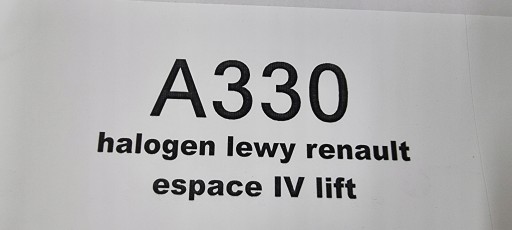 A330
halogen lewy renault
espace IV lift